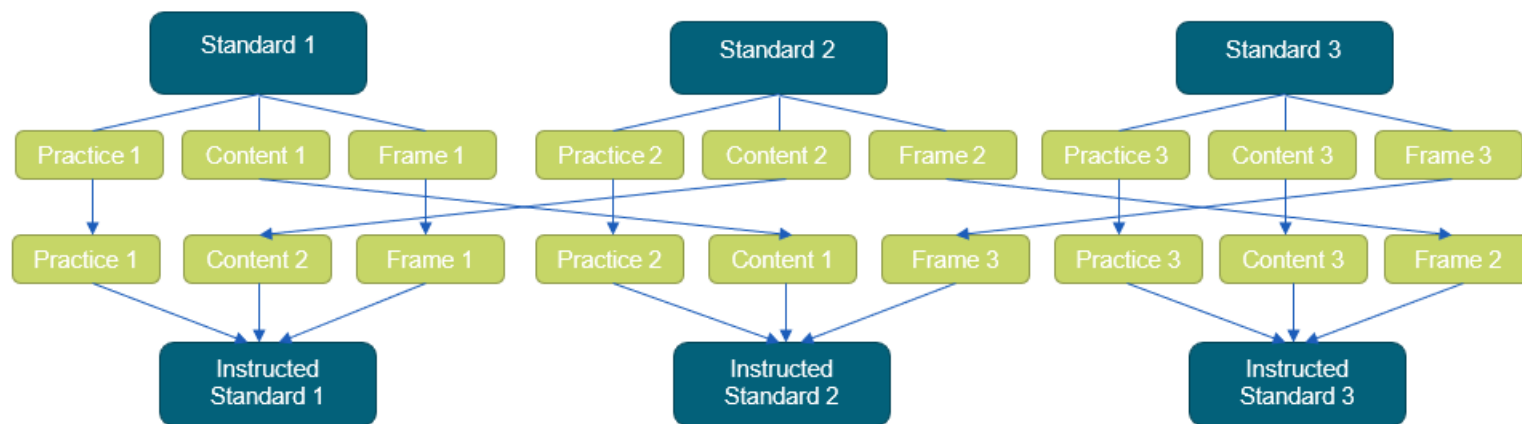 Standard 1
Standard 2
Standard 3
Practice 1
Content 1
Frame 1
Practice 2
Content 2
Frame 2
Practice 3
Content 3
Frame 3
Practice 1
Content 2
Frame 1
Practice 2
Content 1
Frame 3
Practice 3
Content 3
Frame 2
Instructed
Standard 1
Instructed
Standard 2
Instructed
Standard 3